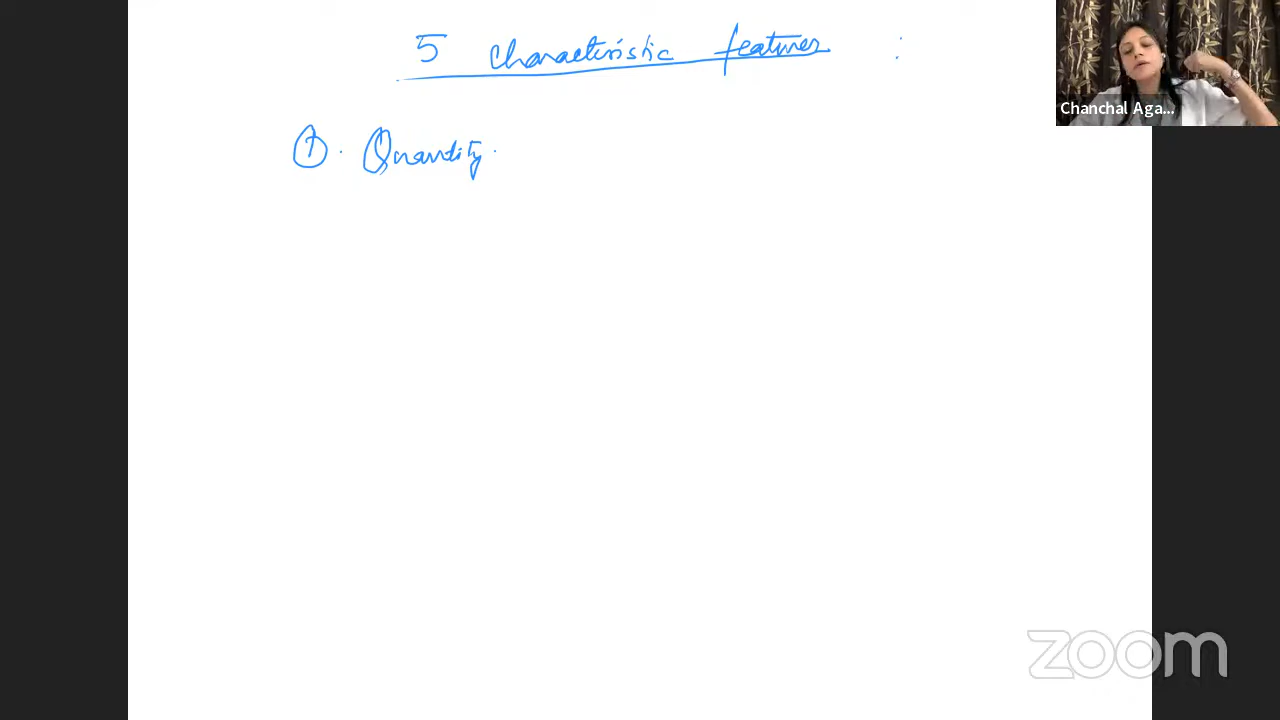 5 characteristic features :
Chanchal Aga...
① . Quantity .
zoom